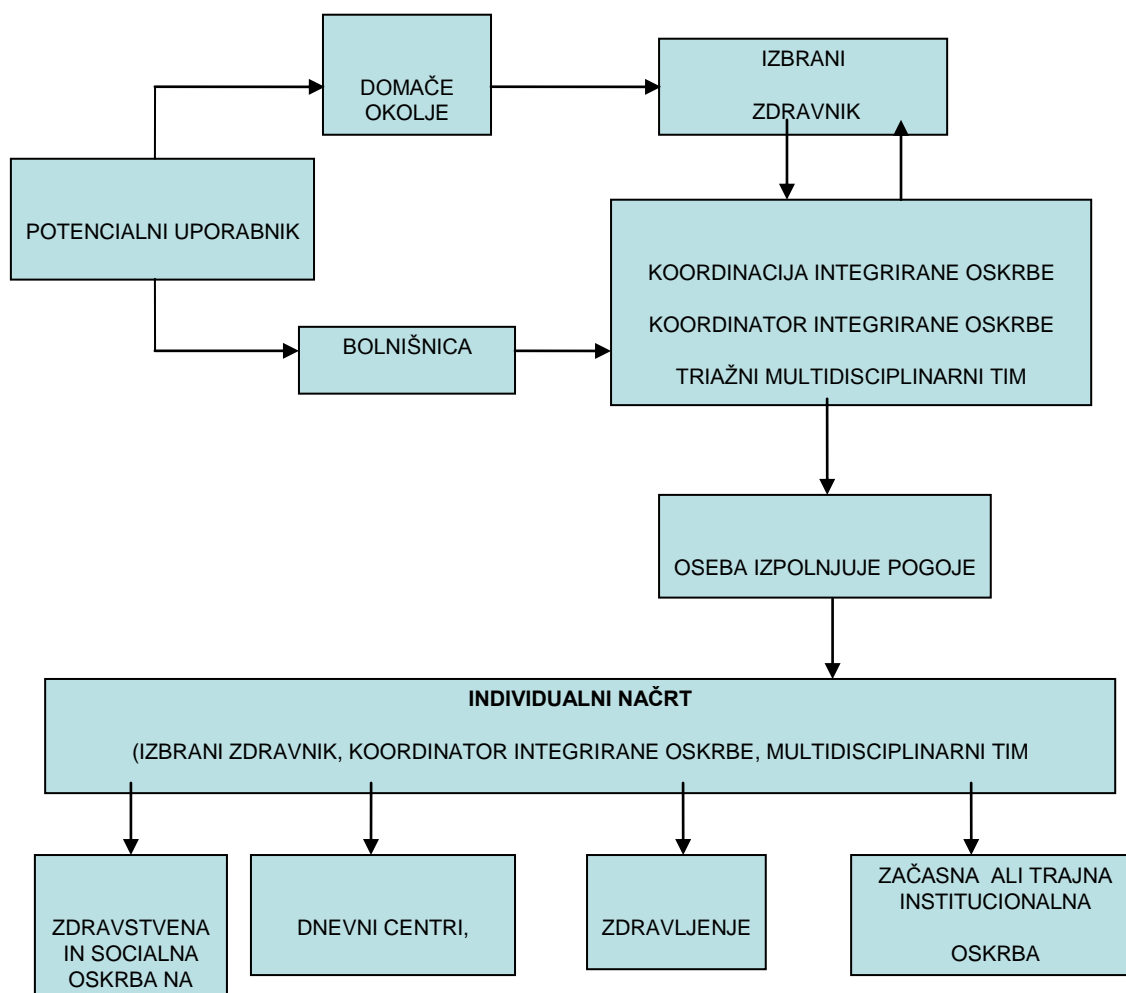 DOMAČE
OKOLJE
IZBRANI
ZDRAVNIK
POTENCIALNI UPORABNIK
KOORDINACIJA INTEGRIRANE OSKRBE
KOORDINATOR INTEGRIRANE OSKRBE
TRIAŽNI MULTIDISCIPLINARNI TIM
BOLNIŠNICA
OSEBA IZPOLNJUJE POGOJE
INDIVIDUALNI NAČRT
(IZBRANI ZDRAVNIK, KOORDINATOR INTEGRIRANE OSKRBE, MULTIDISCIPLINARNI TIM
ZDRAVSTVENA
IN SOCIALNA
OSKRBA NA
DNEVNI CENTRI,
ZDRAVLJENJE
ZAČASNA ALI TRAJNA
INSTITUCIONALNA
OSKRBA